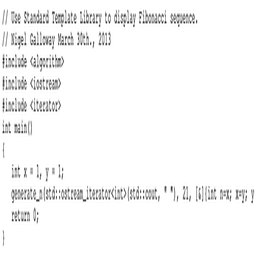 // Use Standard Template Library to display Fibonacci sequence.
// Nigel Galloway March 30th., 2013
#include <algorithm>
#include <iostream>
#include <iterator>
int main()
{
int x = 1, y = 1;
generate_n(std::ostream_iterator<int>(std::cout, " "), 21, [&]{int n=x; x=y; y
return 0;
}